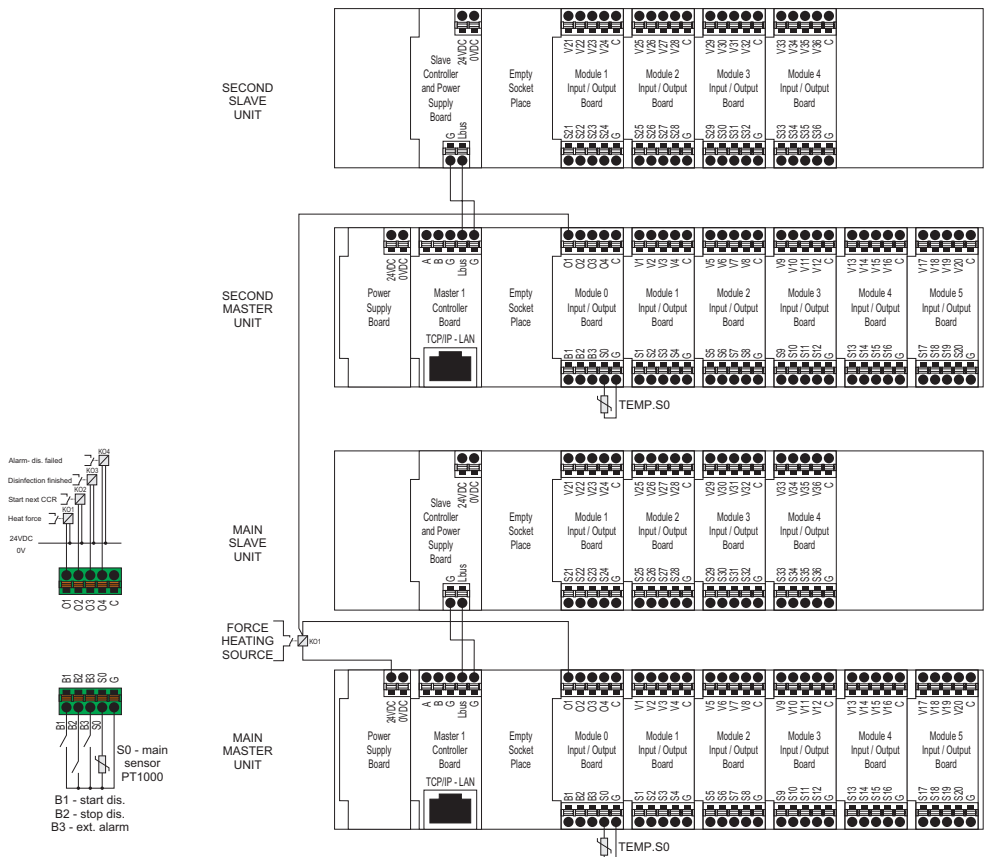 SECOND
SLAVE
UNIT
Slave
Controller
and Power
Supply
Board
24VDC
0VDC
G
Lbus
Empty
Socket
Place
V21
V22
V23
V24
C
Module 1
Input / Output
Board
S21
S22
S23
S24
G
V25
V26
V27
V28
C
Module 2
Input / Output
Board
S25
S26
S27
S28
G
V29
V30
V31
V32
C
Module 3
Input / Output
Board
S29
S30
S31
S32
G
V33
V34
V35
V36
C
Module 4
Input / Output
Board
S33
S34
S35
S36
G
SECOND
MASTER
UNIT
24VDC
0VDC
Power
Supply
Board
A
B
G
Lbus
G
Master 1
Controller
Board
TCP/IP - LAN
Empty
Socket
Place
O1
O2
O3
O4
C
Module 0
Input / Output
Board
B1
B2
B3
S0
G
TEMP.S0
V1
V2
V3
V4
C
Module 1
Input / Output
Board
S1
S2
S3
S4
G
V5
V6
V7
V8
C
Module 2
Input / Output
Board
S5
S6
S7
S8
G
V9
V10
V11
V12
C
Module 3
Input / Output
Board
S9
S10
S11
S12
G
V13
V14
V15
V16
C
Module 4
Input / Output
Board
S13
S14
S15
S16
G
V17
V18
V19
V20
C
Module 5
Input / Output
Board
S17
S18
S19
S20
G
Alarm- dis. failed
KO4
Disinfection finished
KO3
Start next CCR
KO2
Heat force
KO1
24VDC
0V
O1
O2
O3
O4
C
MAIN
SLAVE
UNIT
Slave
Controller
and Power
Supply
Board
24VDC
0VDC
G
Lbus
Empty
Socket
Place
V21
V22
V23
V24
C
Module 1
Input / Output
Board
S21
S22
S23
S24
G
V25
V26
V27
V28
C
Module 2
Input / Output
Board
S25
S26
S27
S28
G
V29
V30
V31
V32
C
Module 3
Input / Output
Board
S29
S30
S31
S32
G
V33
V34
V35
V36
C
Module 4
Input / Output
Board
S33
S34
S35
S36
G
FORCE
HEATING
SOURCE
KO1
B1
B2
B3
S0
G
B1
B2
B3
S0
S0 - main
sensor
PT1000
B1 - start dis.
B2 - stop dis.
B3 - ext. alarm
MAIN
MASTER
UNIT
24VDC
0VDC
Power
Supply
Board
A
B
G
Lbus
G
Master 1
Controller
Board
TCP/IP - LAN
Empty
Socket
Place
O1
O2
O3
O4
C
Module 0
Input / Output
Board
B1
B2
B3
S0
G
TEMP.S0
V1
V2
V3
V4
C
Module 1
Input / Output
Board
S1
S2
S3
S4
G
V5
V6
V7
V8
C
Module 2
Input / Output
Board
S5
S6
S7
S8
G
V9
V10
V11
V12
C
Module 3
Input / Output
Board
S9
S10
S11
S12
G
V13
V14
V15
V16
C
Module 4
Input / Output
Board
S13
S14
S15
S16
G
V17
V18
V19
V20
C
Module 5
Input / Output
Board
S17
S18
S19
S20
G